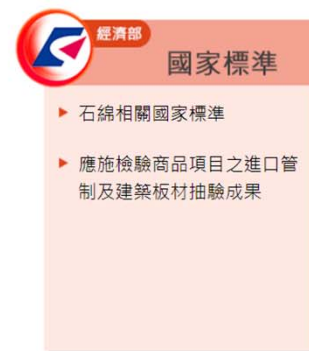 經濟部
國家標準
▶ 石綿相關國家標準
▶ 應施檢驗商品項目之進口管
制及建築板材抽驗成果